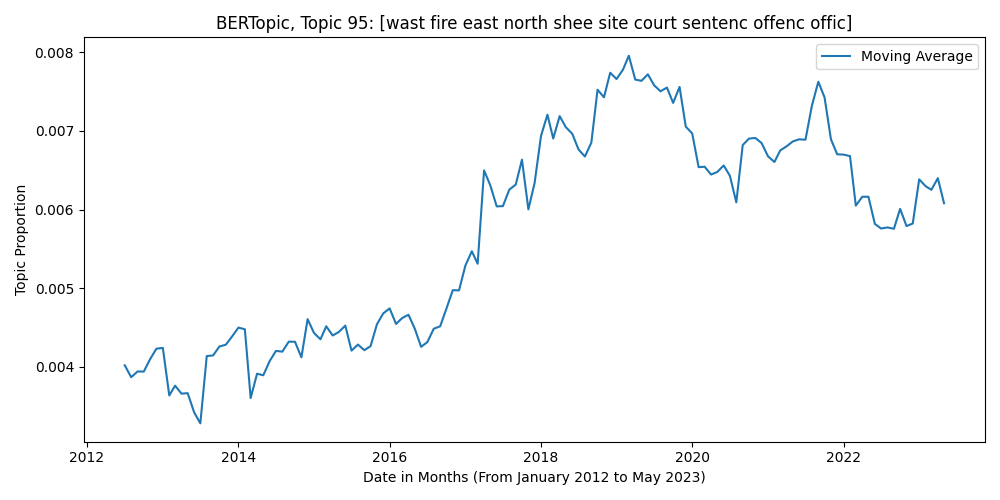 BERTopic, Topic 95: [wast fire east north shee site court sentenc offenc offic]
Moving Average
0.008
0.007
0.006
0.005
0.004
Topic Proportion
2012 2014 2016 2018 2020 2022
Date in Months (From January 2012 to May 2023)